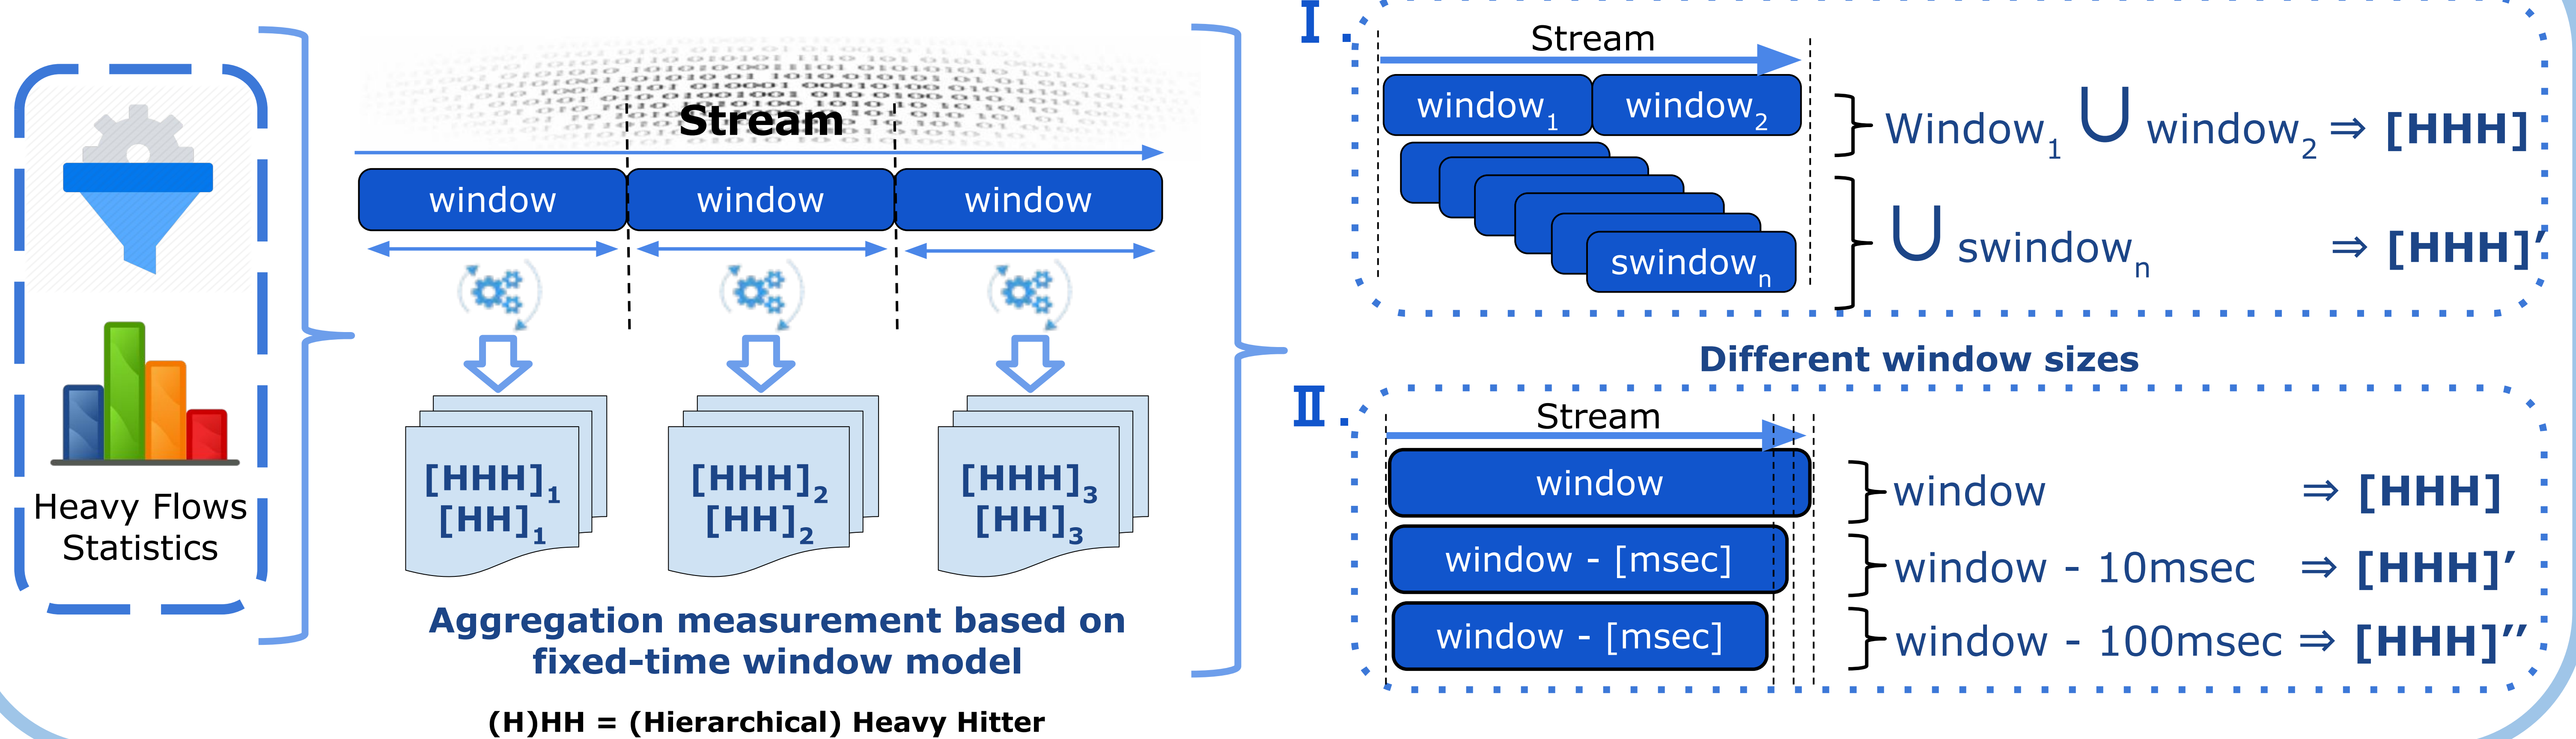 Heavy Flows
Statistics
Stream
window window window
[HHH]1 [HHH]2 [HHH]3
[HH]1 [HH]2 [HH]3
Aggregation measurement based on
fixed-time window model
(H)HH = (Hierarchical) Heavy Hitter
I.
Stream
window1 window2
Window1 ∪ window2 ⇒ [HHH]
swindown
∪ swindown ⇒ [HHH]’
Different window sizes
II.
Stream
window
window ⇒ [HHH]
window - [msec]
window - 10msec ⇒ [HHH]’
window - [msec]
window - 100msec ⇒ [HHH]’’